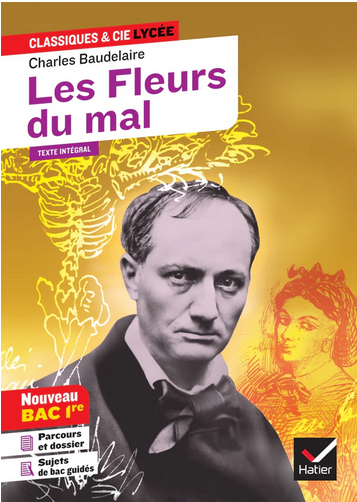 CLASSIQUES & CIE LYCÉE
Charles Baudelaire
Les Fleurs
du mal
TEXTE INTÉGRAL
Nouveau
BAC 1re
Parcours
et dossier
Sujets
de bac guidés
Hatier